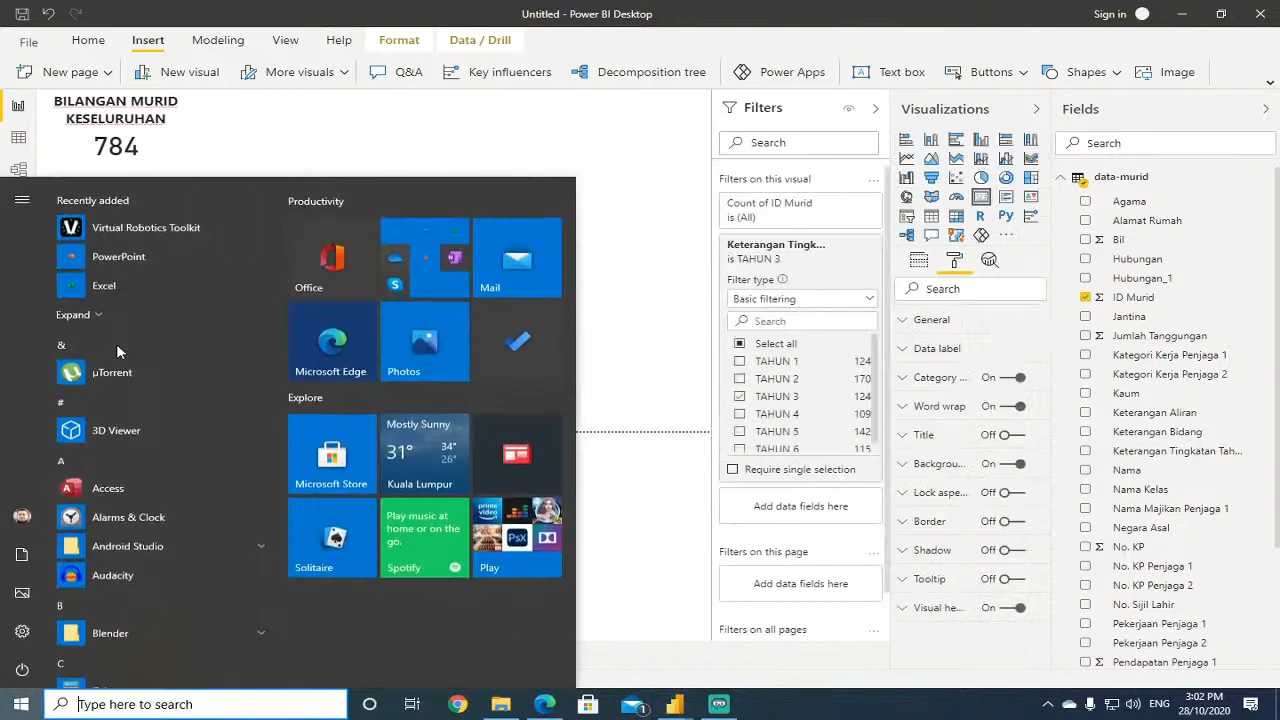 Untitled - Power BI Desktop
Sign in
File
Home
Insert
Modeling
View
Help
Format
Data / Drill
New page
New visual
More visuals
Q&A
Key influencers
Decomposition tree
Power Apps
Text box
Buttons
Shapes
Image
BILANGAN MURID
KESELURUHAN
784
Recently added
Virtual Robotics Toolkit
PowerPoint
Excel
Expand
&
µTorrent
#
3D Viewer
A
Access
Alarms & Clock
Android Studio
Audacity
B
Blender
C
Productivity
Office
Mail
Microsoft Edge
Photos
Explore
Microsoft Store
Mostly Sunny
31° 34°
26°
Kuala Lumpur
Solitaire
Play music at
home or on the
go.
Spotify
prime video
PsX
Play
Filters
Search
Filters on this visual
...
Count of ID Murid
is (All)
Keterangan Tingk...
is TAHUN 3
Filter type
Basic filtering
Search
Select all
TAHUN 1 124
TAHUN 2 170
TAHUN 3 124
TAHUN 4 109
TAHUN 5 142
TAHUN 6 115
Require single selection
Add data fields here
Filters on this page
...
Add data fields here
Filters on all pages
...
Visualizations
R
Py
...
Search
General
Data label
Category ... On
Word wrap On
Title Off
Backgrou... On
Lock aspe... Off
Border Off
Shadow Off
Tooltip Off
Visual he... On
Fields
Search
data-murid
Agama
Alamat Rumah
Σ Bil
Hubungan
Hubungan_1
Σ ID Murid
Jantina
Σ Jumlah Tanggungan
Kategori Kerja Penjaga 1
Kategori Kerja Penjaga 2
Kaum
Keterangan Aliran
Keterangan Bidang
Keterangan Tingkatan Tah...
Nama
Nama Kelas
Nama Majikan Penjaga 1
Negara Asal
Σ No. KP
No. KP Penjaga 1
No. KP Penjaga 2
No. Sijil Lahir
Pekerjaan Penjaga 1
Pekerjaan Penjaga 2
Σ Pendapatan Penjaga 1
Type here to search
1
ENG
3:02 PM
28/10/2020